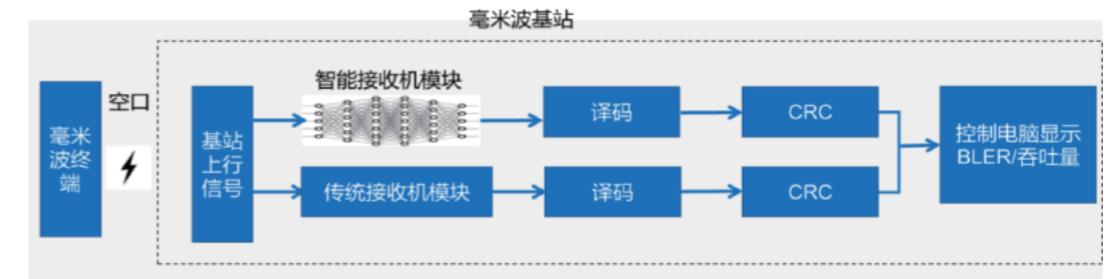 毫米波基站
毫米
波终
端
空口
基站
上行
信号
智能接收机模块
译码
CRC
传统接收机模块
译码
CRC
控制电脑显示
BLER/吞吐量